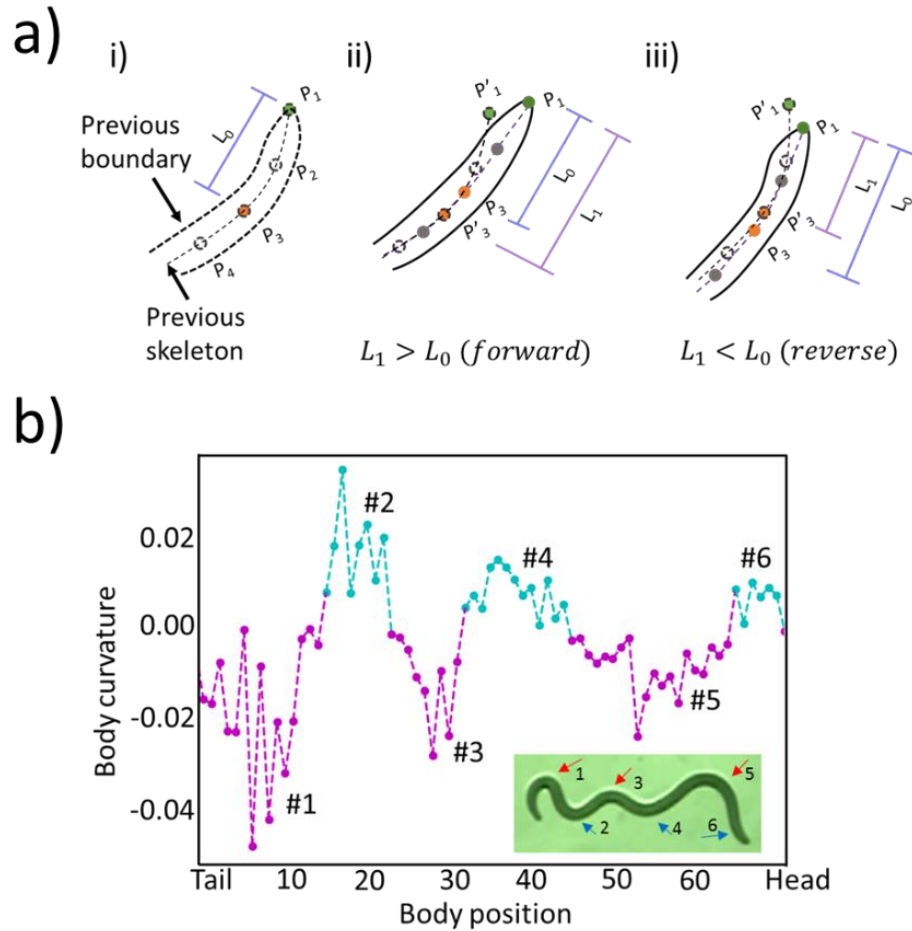 a)
i)
ii)
iii)
P1
L0
Previous
boundary
P2
P3
P4
Previous
skeleton
P'1
P1
L0
L1
P3
P'3
L1 > L0 (forward)
P'1
P1
L1
L0
P'3
P3
L1 < L0 (reverse)
b)
Body curvature
0.02
0.00
-0.02
-0.04
#1
#2
#3
#4
#5
#6
1
2
3
4
5
6
Tail 10 20 30 40 50 60 Head
Body position